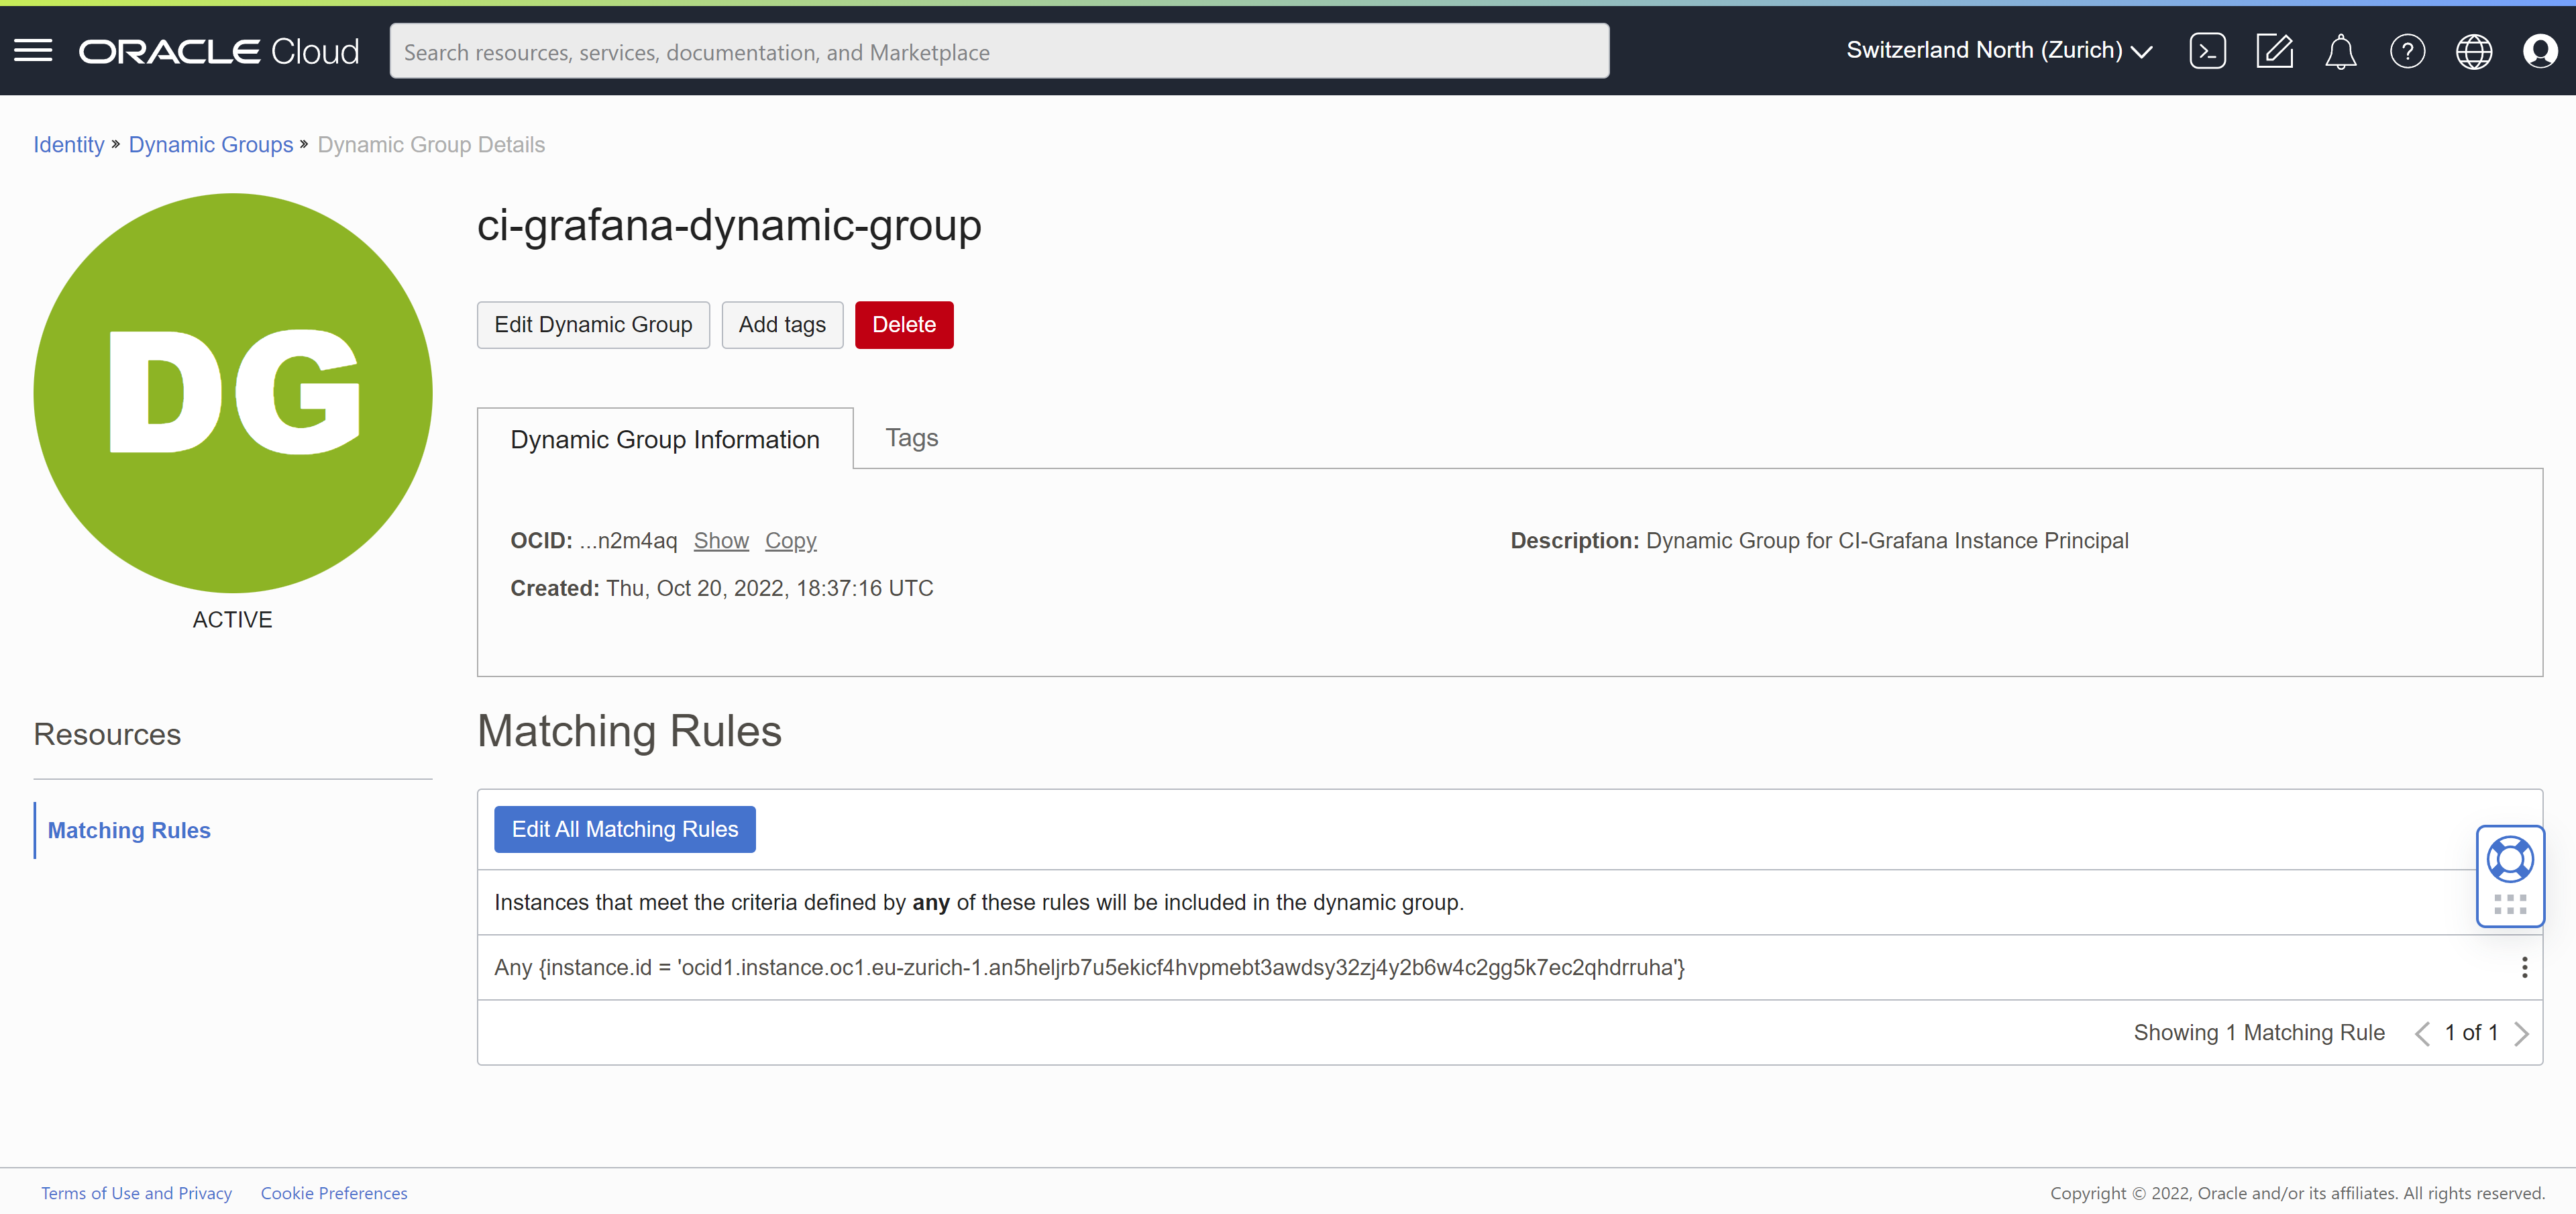 ORACLE Cloud
Search resources, services, documentation, and Marketplace
Switzerland North (Zurich)
Identity » Dynamic Groups » Dynamic Group Details
DG
ACTIVE
ci-grafana-dynamic-group
Edit Dynamic Group
Add tags
Delete
Dynamic Group Information
Tags
OCID: ...n2m4aq Show Copy
Description: Dynamic Group for CI-Grafana Instance Principal
Created: Thu, Oct 20, 2022, 18:37:16 UTC
Resources
Matching Rules
Matching Rules
Edit All Matching Rules
Instances that meet the criteria defined by any of these rules will be included in the dynamic group.
Any {instance.id = 'ocid1.instance.oc1.eu-zurich-1.an5heljrb7u5ekicf4hvpmebt3awdsy32zj4y2b6w4c2gg5k7ec2qhdrruha'}
Showing 1 Matching Rule < 1 of 1 >
Terms of Use and Privacy
Cookie Preferences
Copyright © 2022, Oracle and/or its affiliates. All rights reserved.